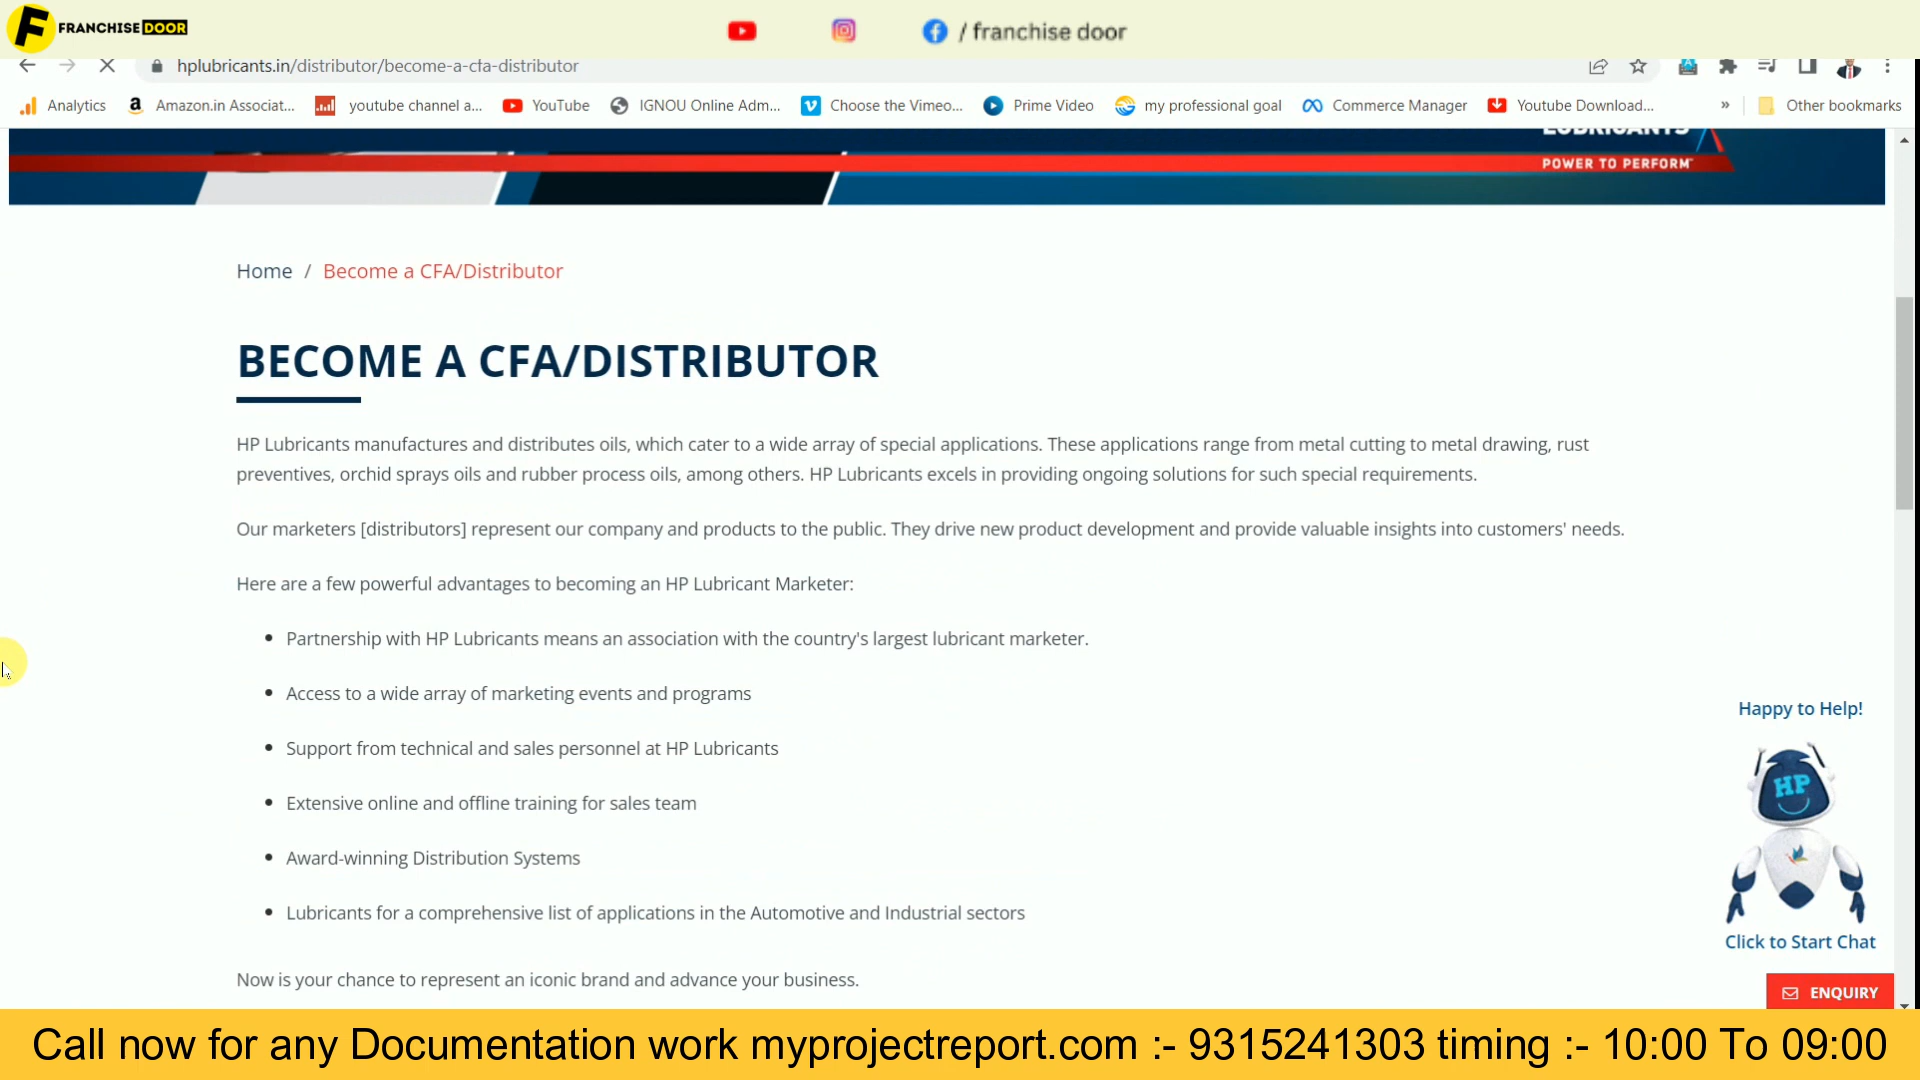 FRANCHISE DOOR
/ franchise door
hplubricants.in/distributor/become-a-cfa-distributor
Analytics Amazon.in Associat... youtube channel a... YouTube IGNOU Online Adm... Choose the Vimeo... Prime Video my professional goal Commerce Manager Youtube Download... » Other bookmarks
LUBRICANTS
POWER TO PERFORM
Home / Become a CFA/Distributor
BECOME A CFA/DISTRIBUTOR
HP Lubricants manufactures and distributes oils, which cater to a wide array of special applications. These applications range from metal cutting to metal drawing, rust
preventives, orchid sprays oils and rubber process oils, among others. HP Lubricants excels in providing ongoing solutions for such special requirements.
Our marketers [distributors] represent our company and products to the public. They drive new product development and provide valuable insights into customers' needs.
Here are a few powerful advantages to becoming an HP Lubricant Marketer:
• Partnership with HP Lubricants means an association with the country's largest lubricant marketer.
• Access to a wide array of marketing events and programs
• Support from technical and sales personnel at HP Lubricants
• Extensive online and offline training for sales team
• Award-winning Distribution Systems
• Lubricants for a comprehensive list of applications in the Automotive and Industrial sectors
Now is your chance to represent an iconic brand and advance your business.
Happy to Help!
HP
Click to Start Chat
ENQUIRY
Call now for any Documentation work myprojectreport.com :- 9315241303 timing :- 10:00 To 09:00